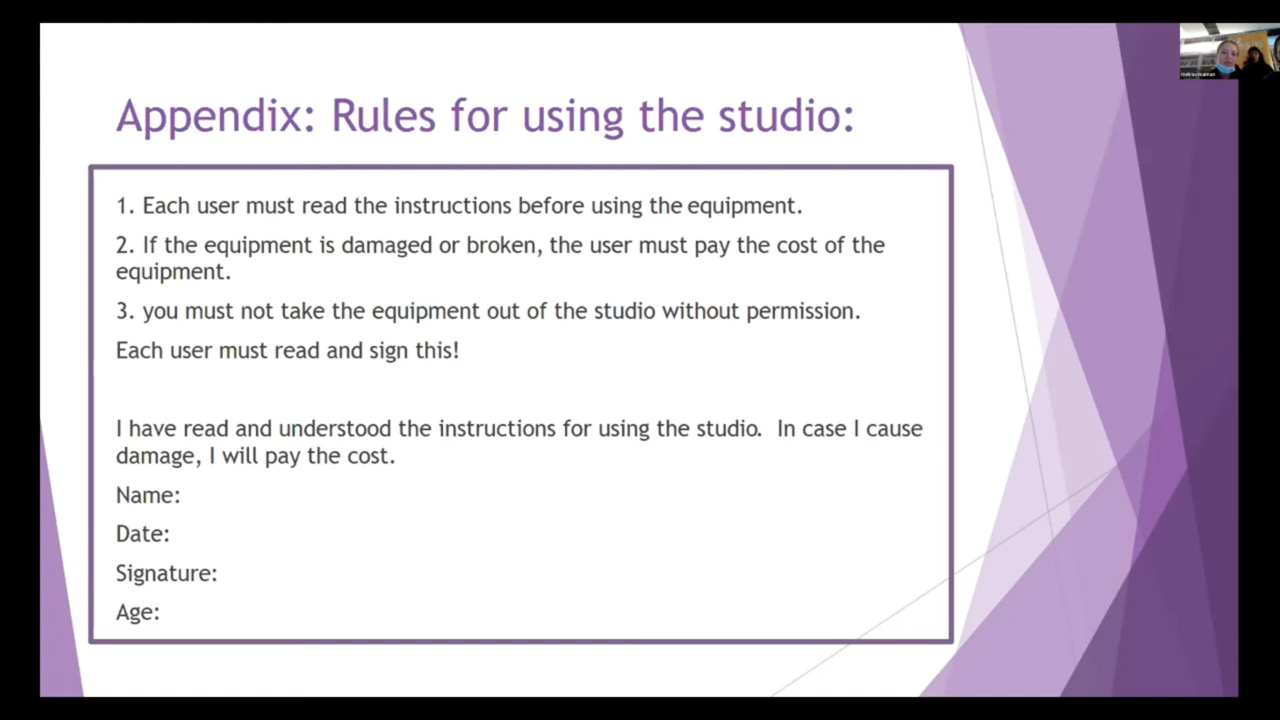 Appendix: Rules for using the studio:
1. Each user must read the instructions before using the equipment.
2. If the equipment is damaged or broken, the user must pay the cost of the
equipment.
3. you must not take the equipment out of the studio without permission.
Each user must read and sign this!
I have read and understood the instructions for using the studio.  In case I cause
damage, I will pay the cost.
Name:
Date:
Signature:
Age: